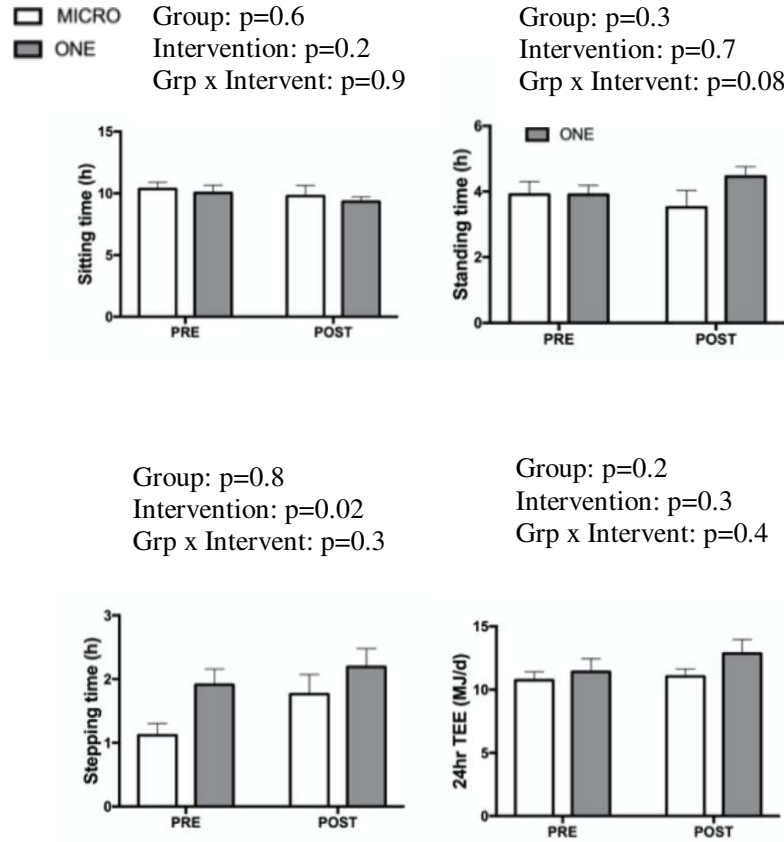 MICRO
ONE
Group: p=0.6
Intervention: p=0.2
Grp x Intervent: p=0.9
15
10
5
0
Sitting time (h)
PRE
POST
Group: p=0.3
Intervention: p=0.7
Grp x Intervent: p=0.08
ONE
6
4
2
0
Standing time (h)
PRE
POST
Group: p=0.8
Intervention: p=0.02
Grp x Intervent: p=0.3
3
2
1
0
Stepping time (h)
PRE
POST
Group: p=0.2
Intervention: p=0.3
Grp x Intervent: p=0.4
15
10
5
0
24hr TEE (MJ/d)
PRE
POST